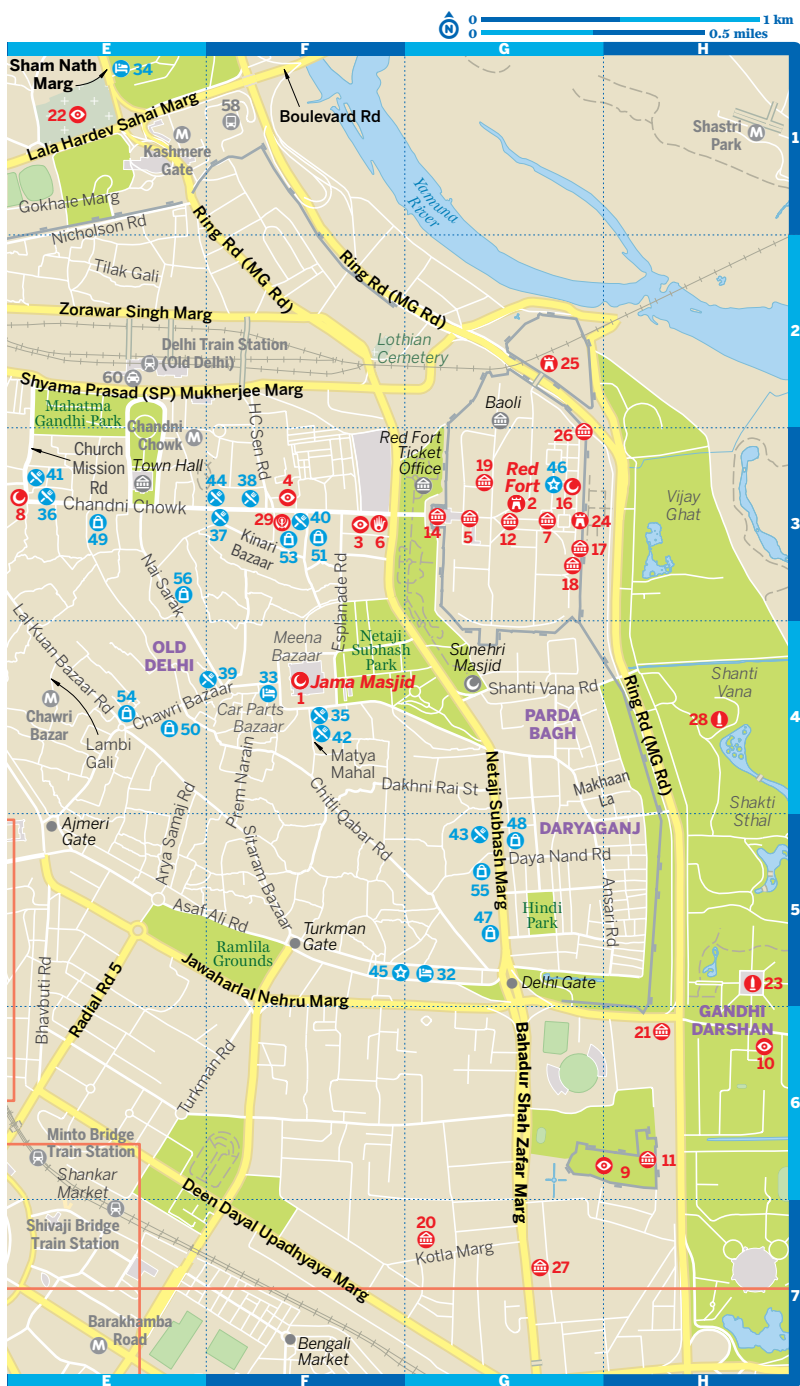 N
0 1 km
0 0.5 miles
E F G H
Sham Nath
Marg
34
22
58
Boulevard Rd
Lala Hardev Sahai Marg
Kashmere
Gate
Shastri
Park
1
Gokhale Marg
Nicholson Rd
Yamuna
River
Ring Rd (MG Rd)
Ring Rd (MG Rd)
Tilak Gali
Zorawar Singh Marg
Delhi Train Station
(Old Delhi)
60
Lothian
Cemetery
2
25
Shyama Prasad (SP) Mukherjee Marg
Mahatma
Gandhi Park
Chandni
Chowk
HC Sen Rd
Baoli
26
Church
Mission
Rd
Town Hall
Red Fort
Ticket
Office
41
36
8
Chandni Chowk
49
44
38
4
37
29
40
53
51
Kinari
Bazaar
3
6
14
19
Red
Fort
46
2
16
5
12
7
24
17
18
Vijay
Ghat
3
Nai Sarak
56
Esplanade Rd
Lal Kuan Bazaar Rd
OLD
DELHI
Meena
Bazaar
Netaji
Subhash
Park
Sunehri
Masjid
39
33
Jama Masjid
1
Shanti Vana Rd
Shanti
Vana
28
Chawri
Bazar
54
Chawri Bazaar
50
Lambi
Gali
Car Parts
Bazaar
35
42
Matya
Mahal
PARDA
BAGH
Ring Rd (MG Rd)
4
Prem Narain
Chitli Qabar Rd
Dakhni Rai St
Netaji Subhash Marg
Makhaan
La
Shakti
Sthal
Ajmeri
Gate
Arya Samaj Rd
Sitaram Bazaar
43
48
DARYAGANJ
Daya Nand Rd
55
Ansari Rd
5
Asaf Ali Rd
Turkman
Gate
47
Hindi
Park
Ramlila
Grounds
45
32
Delhi Gate
23
Bhavbuti Rd
Radial Rd 5
Jawaharlal Nehru Marg
GANDHI
DARSHAN
21
10
Turkman Rd
Bahadur Shah Zafar Marg
6
Minto Bridge
Train Station
Shankar
Market
9
11
Shivaji Bridge
Train Station
Deen Dayal Upadhyaya Marg
20
Kotla Marg
27
7
Barakhamba
Road
Bengali
Market
E F G H